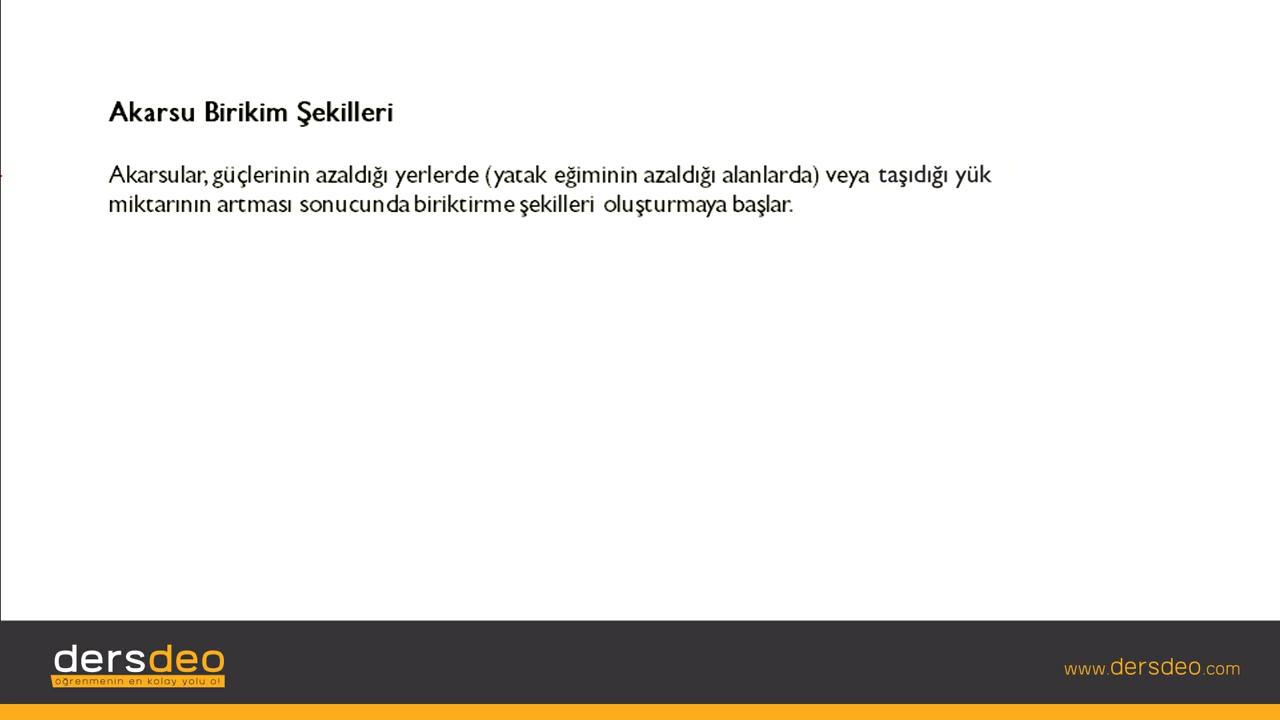 Akarsu Birikim Şekilleri
Akarsular, güçlerinin azaldığı yerlerde (yatak eğiminin azaldığı alanlarda) veya taşıdığı yük
miktarının artması sonucunda biriktirme şekilleri oluşturmaya başlar.
dersdeo
öğrenmenin en kolay yolu o!
www.dersdeo.com